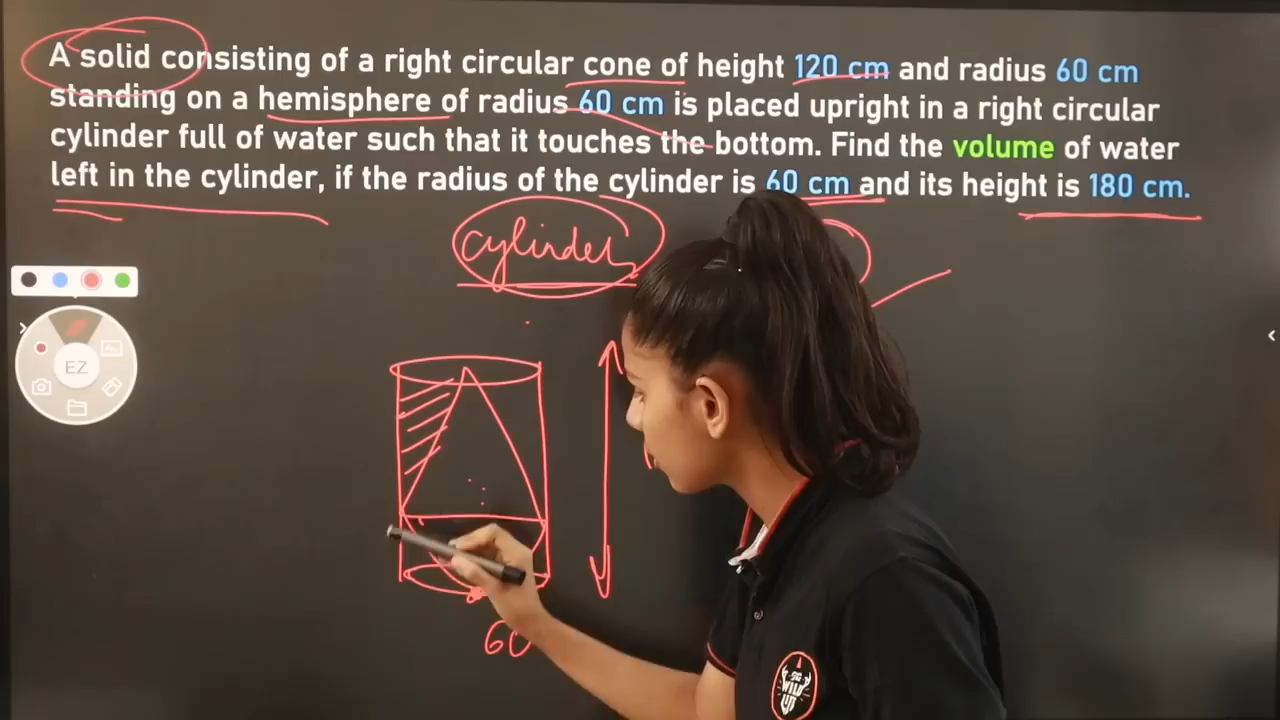 A solid consisting of a right circular cone of height 120 cm and radius 60 cm
standing on a hemisphere of radius 60 cm is placed upright in a right circular
cylinder full of water such that it touches the bottom. Find the volume of water
left in the cylinder, if the radius of the cylinder is 60 cm and its height is 180 cm.
cylinder
EZ
60
WILD
UP